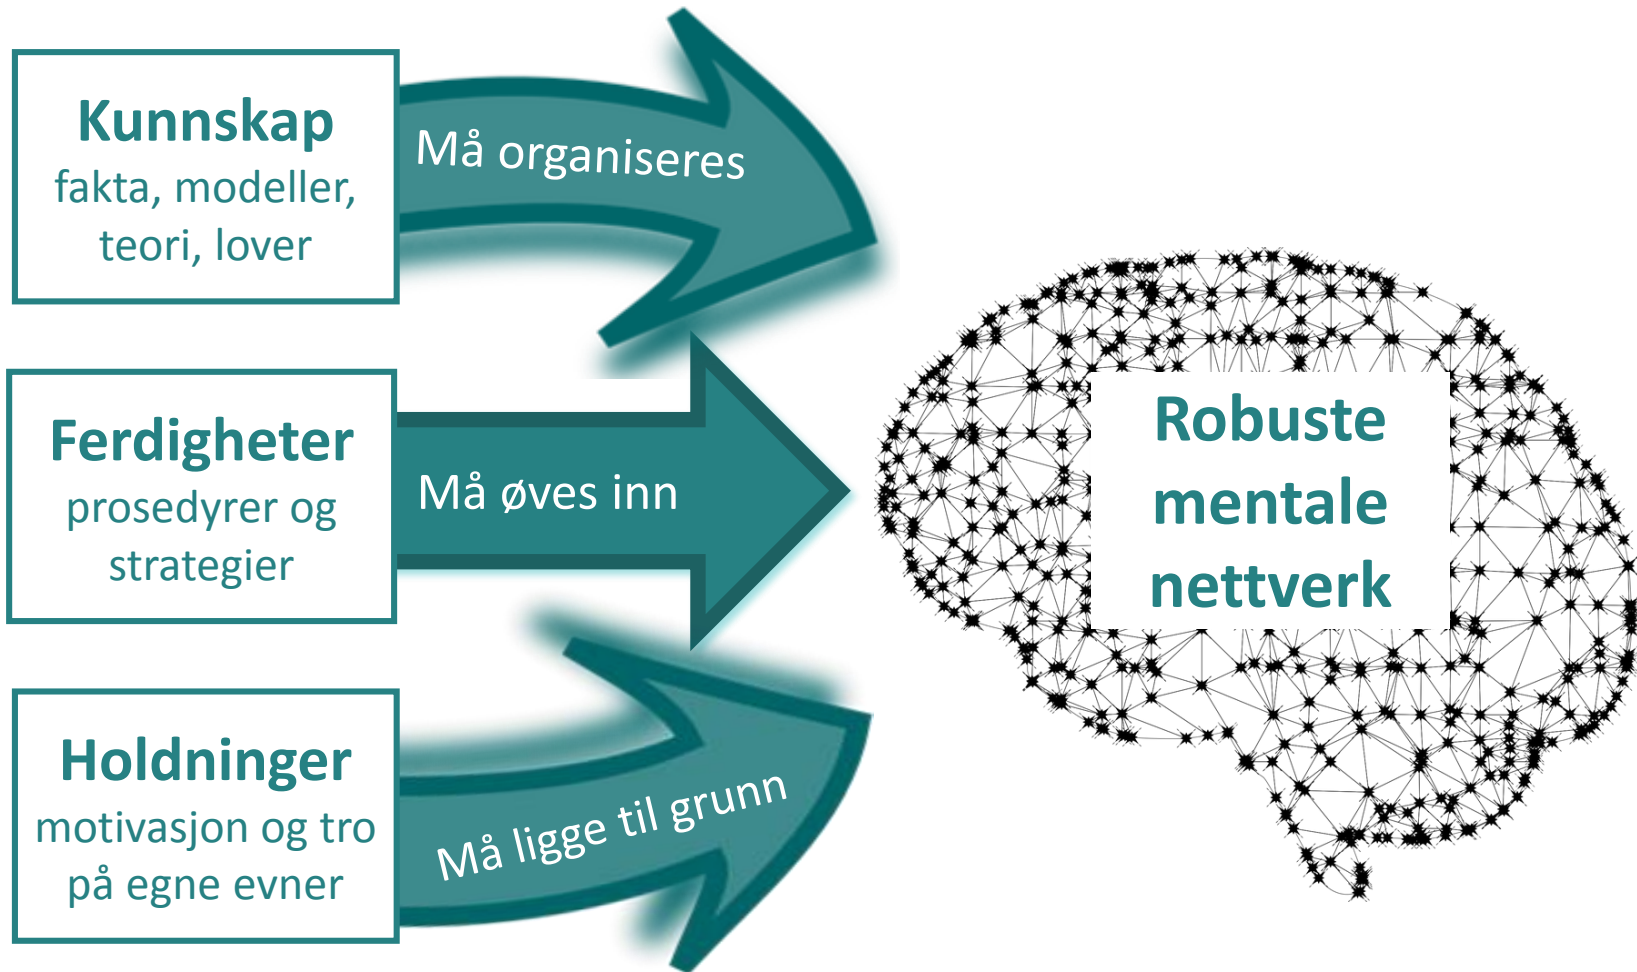 Kunnskap
fakta, modeller,
teori, lover
Må organiseres
Ferdigheter
prosedyrer og
strategier
Må øves inn
Holdninger
motivasjon og tro
på egne evner
Må ligge til grunn
Robuste
mentale
nettverk